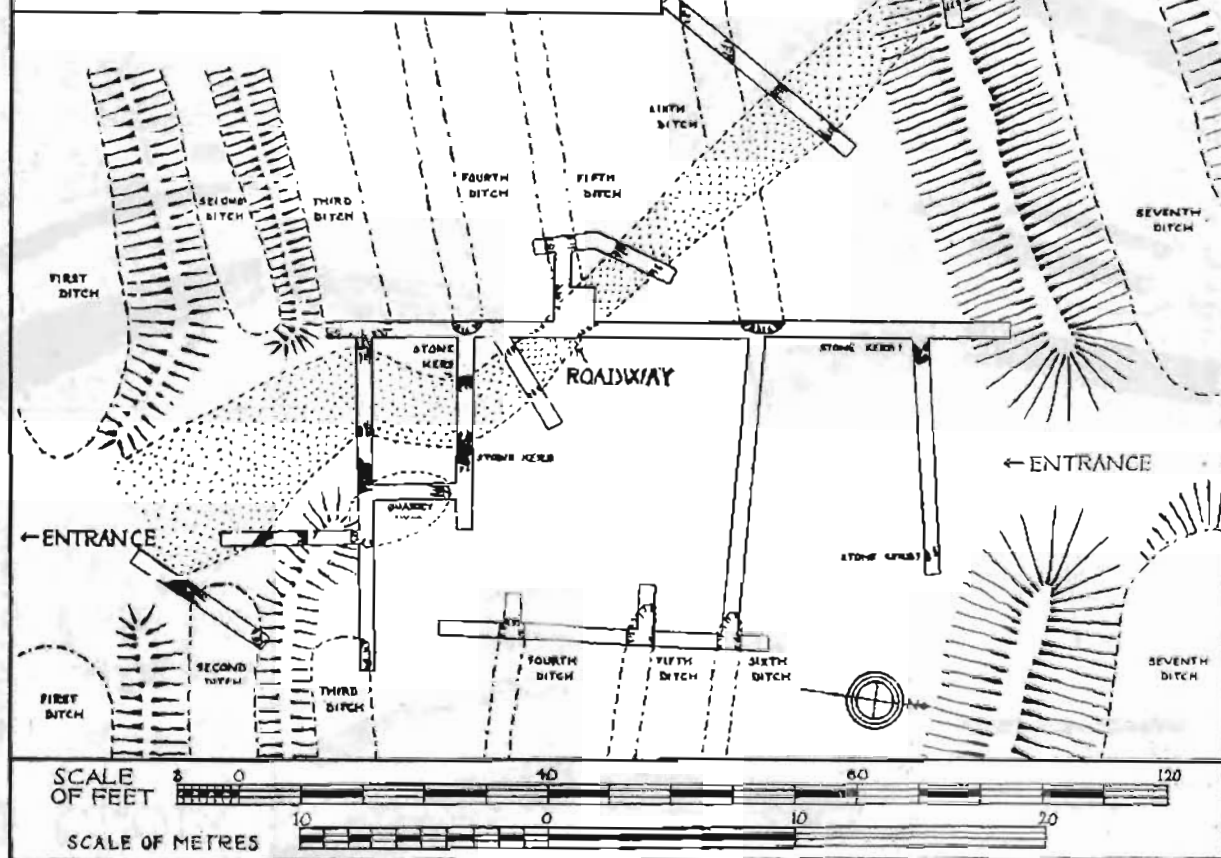 SIXTH
DITCH
FOURTH
DITCH
FIFTH
DITCH
SECOND
DITCH
THIRD
DITCH
SEVENTH
DITCH
FIRST
DITCH
STONE
KERB
STONE KERB?
ROADWAY
STONE KERB
← ENTRANCE
QUARRY
← ENTRANCE
STONE KERB?
FOURTH
DITCH
FIFTH
DITCH
SIXTH
DITCH
SECOND
DITCH
SEVENTH
DITCH
THIRD
DITCH
FIRST
DITCH
SCALE
OF FEET
8 0 40 80 120
SCALE OF METRES
10 0 10 20